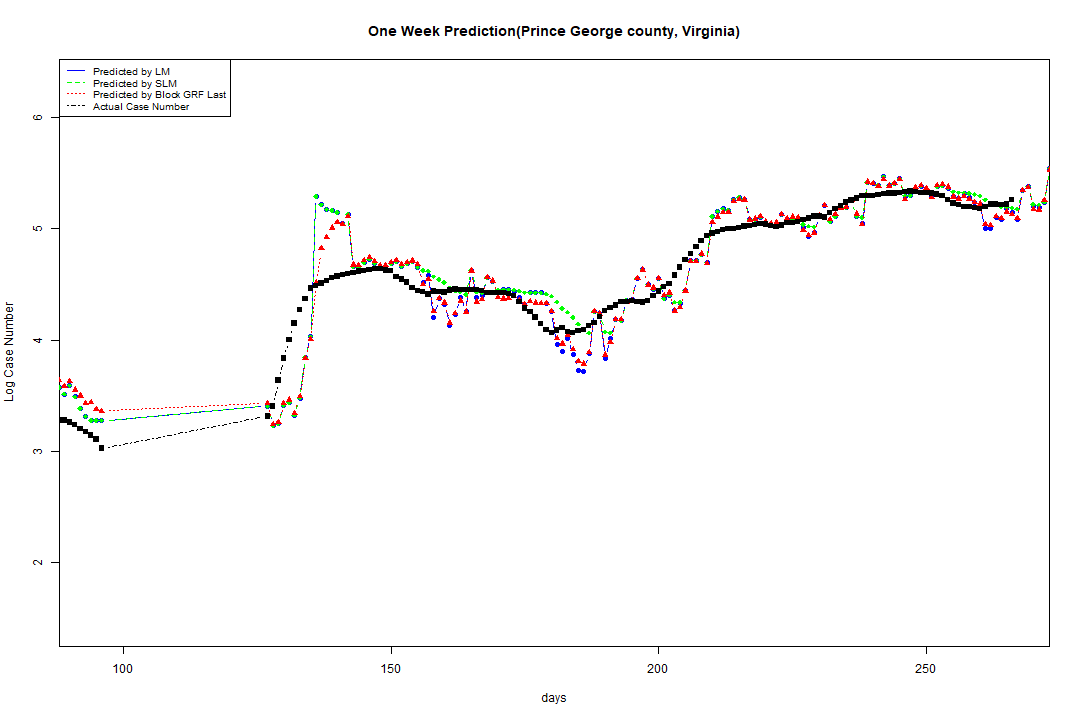 One Week Prediction(Prince George county, Virginia)
Predicted by LM
Predicted by SLM
Predicted by Block GRF Last
Actual Case Number
6
5
4
3
2
Log Case Number
100
150
200
250
days